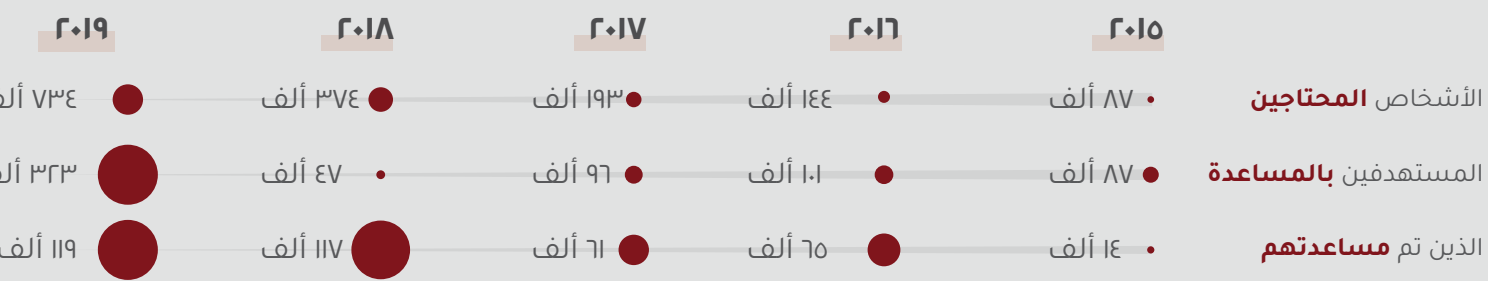 ٢٠١٥ ٢٠١٦ ٢٠١٧ ٢٠١٨ ٢٠١٩
الأشخاص المحتاجين ٨٧ ألف ١٤٤ ألف ١٩٣ ألف ٣٧٤ ألف ٧٣٤ ألف
المستهدفين بالمساعدة ٨٧ ألف ١٠١ ألف ٩٦ ألف ٤٧ ألف ٣٢٣ ألف
الذين تم مساعدتهم ١٤ ألف ٦٥ ألف ٦١ ألف ١١٧ ألف ١١٩ ألف